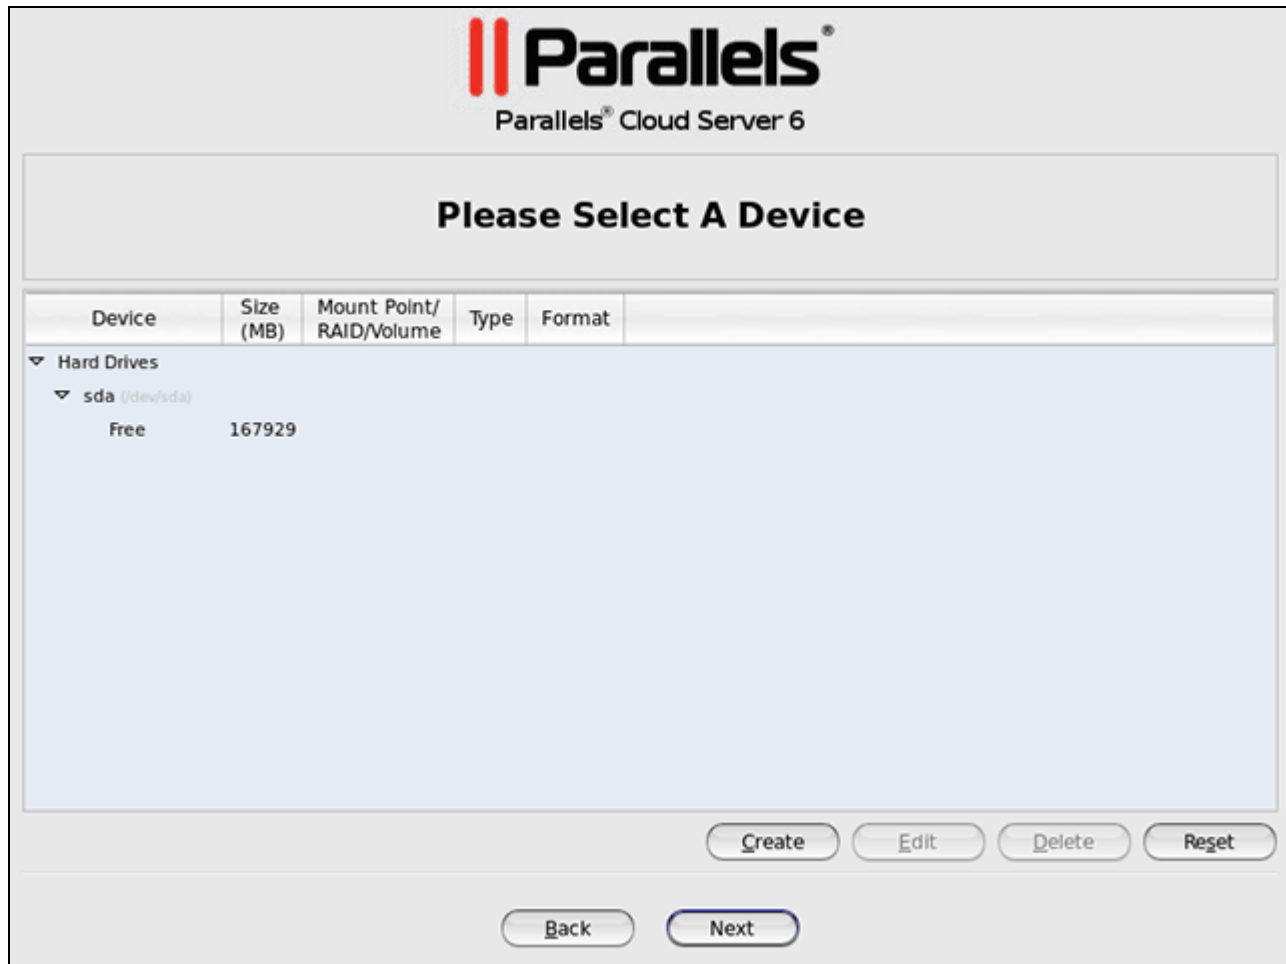 Parallels®
Parallels® Cloud Server 6
Please Select A Device
Device Size (MB) Mount Point/ RAID/Volume Type Format
Hard Drives
sda (/dev/sda)
Free 167929
Create Edit Delete Reset
Back Next